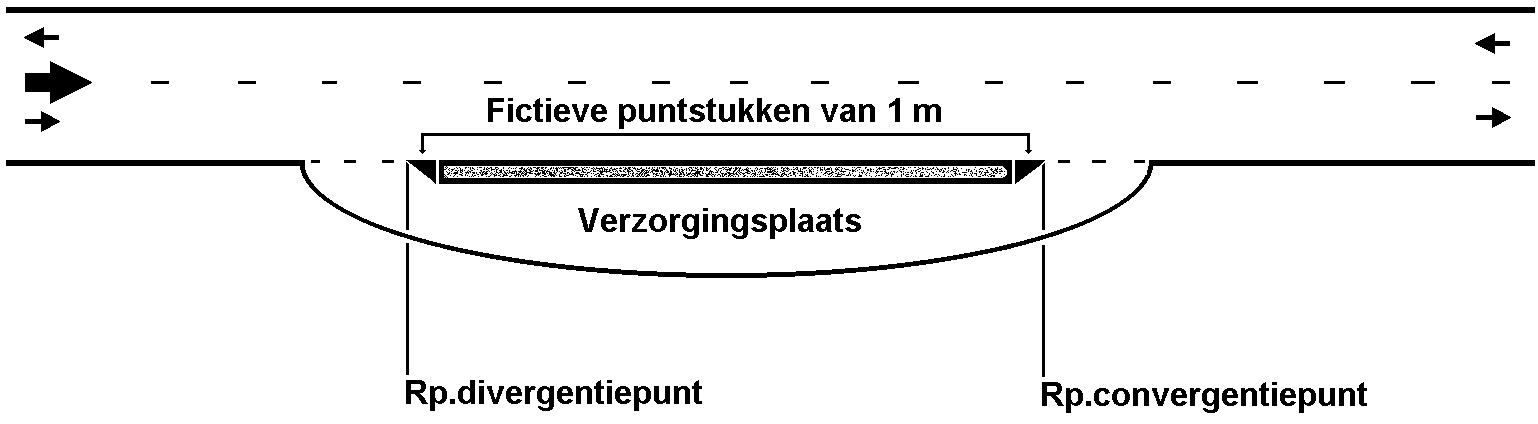 Fictieve puntstukken van 1 m
Verzorgingsplaats
Rp.divergentiepunt
Rp.convergentiepunt